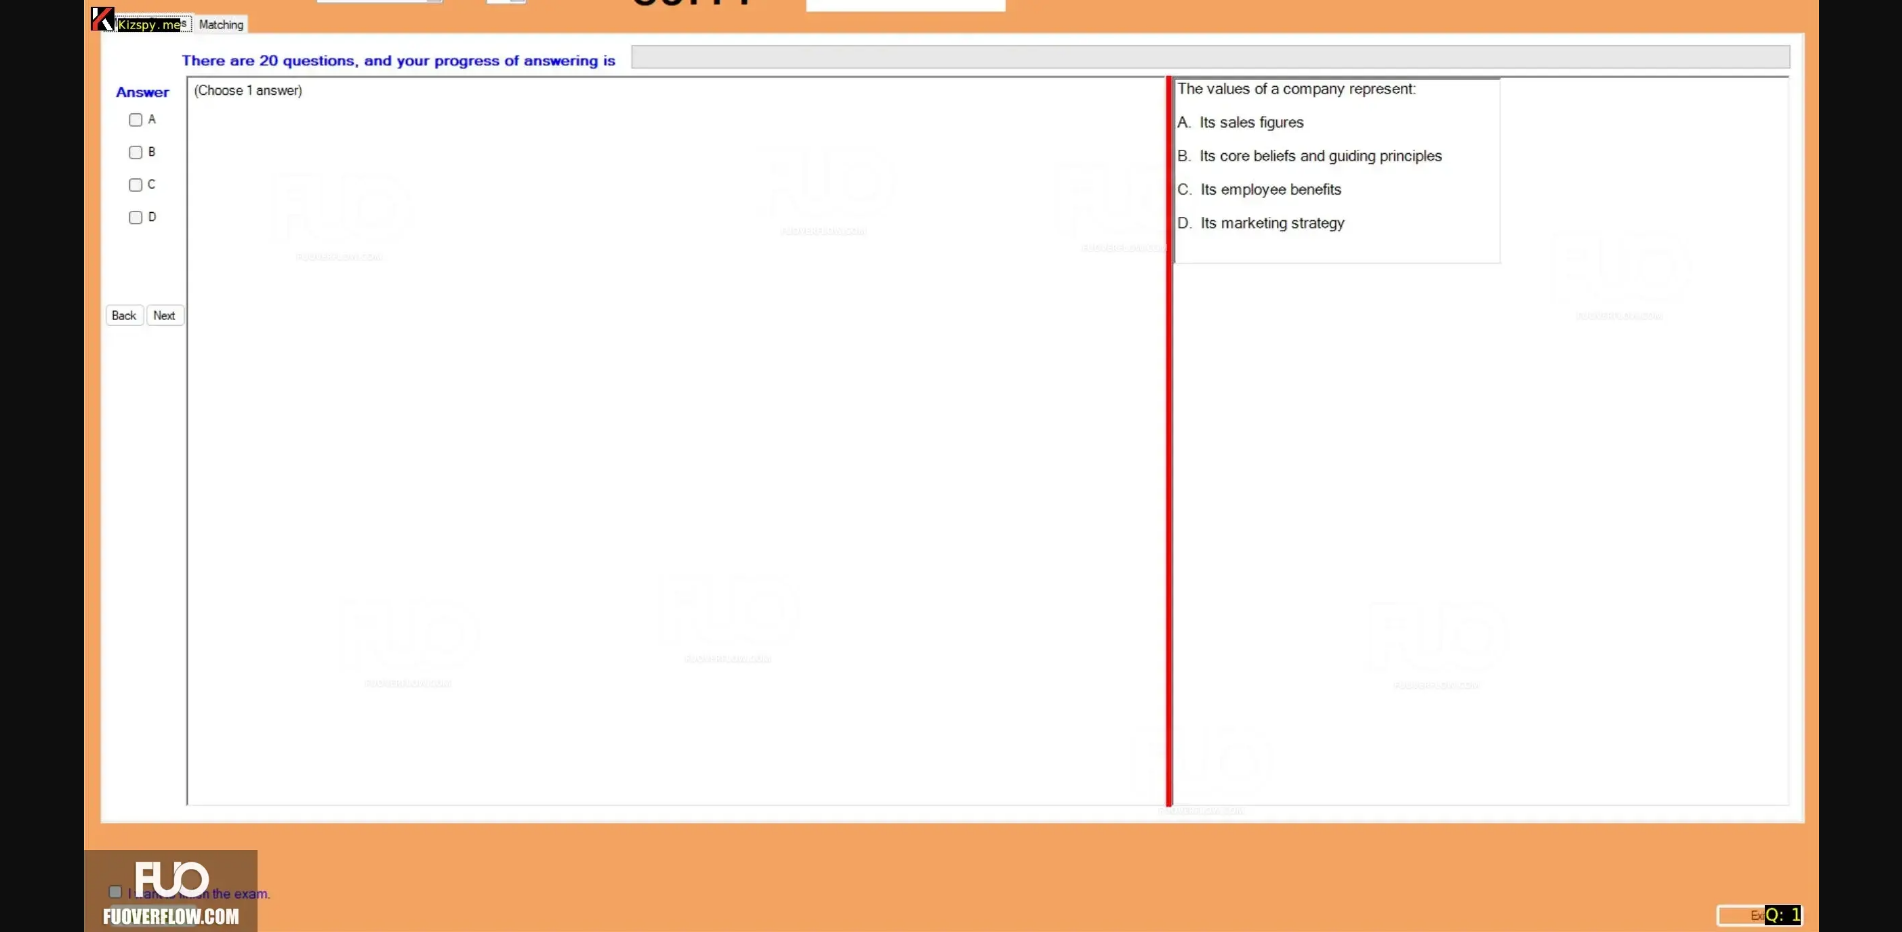 Kizspy.me
Matching
There are 20 questions, and your progress of answering is
Answer
(Choose 1 answer)
A
B
C
D
Back
Next
The values of a company represent:
A. Its sales figures
B. Its core beliefs and guiding principles
C. Its employee benefits
D. Its marketing strategy
FUO
FUOVERFLOW.COM
I want the exam.
Q: 1